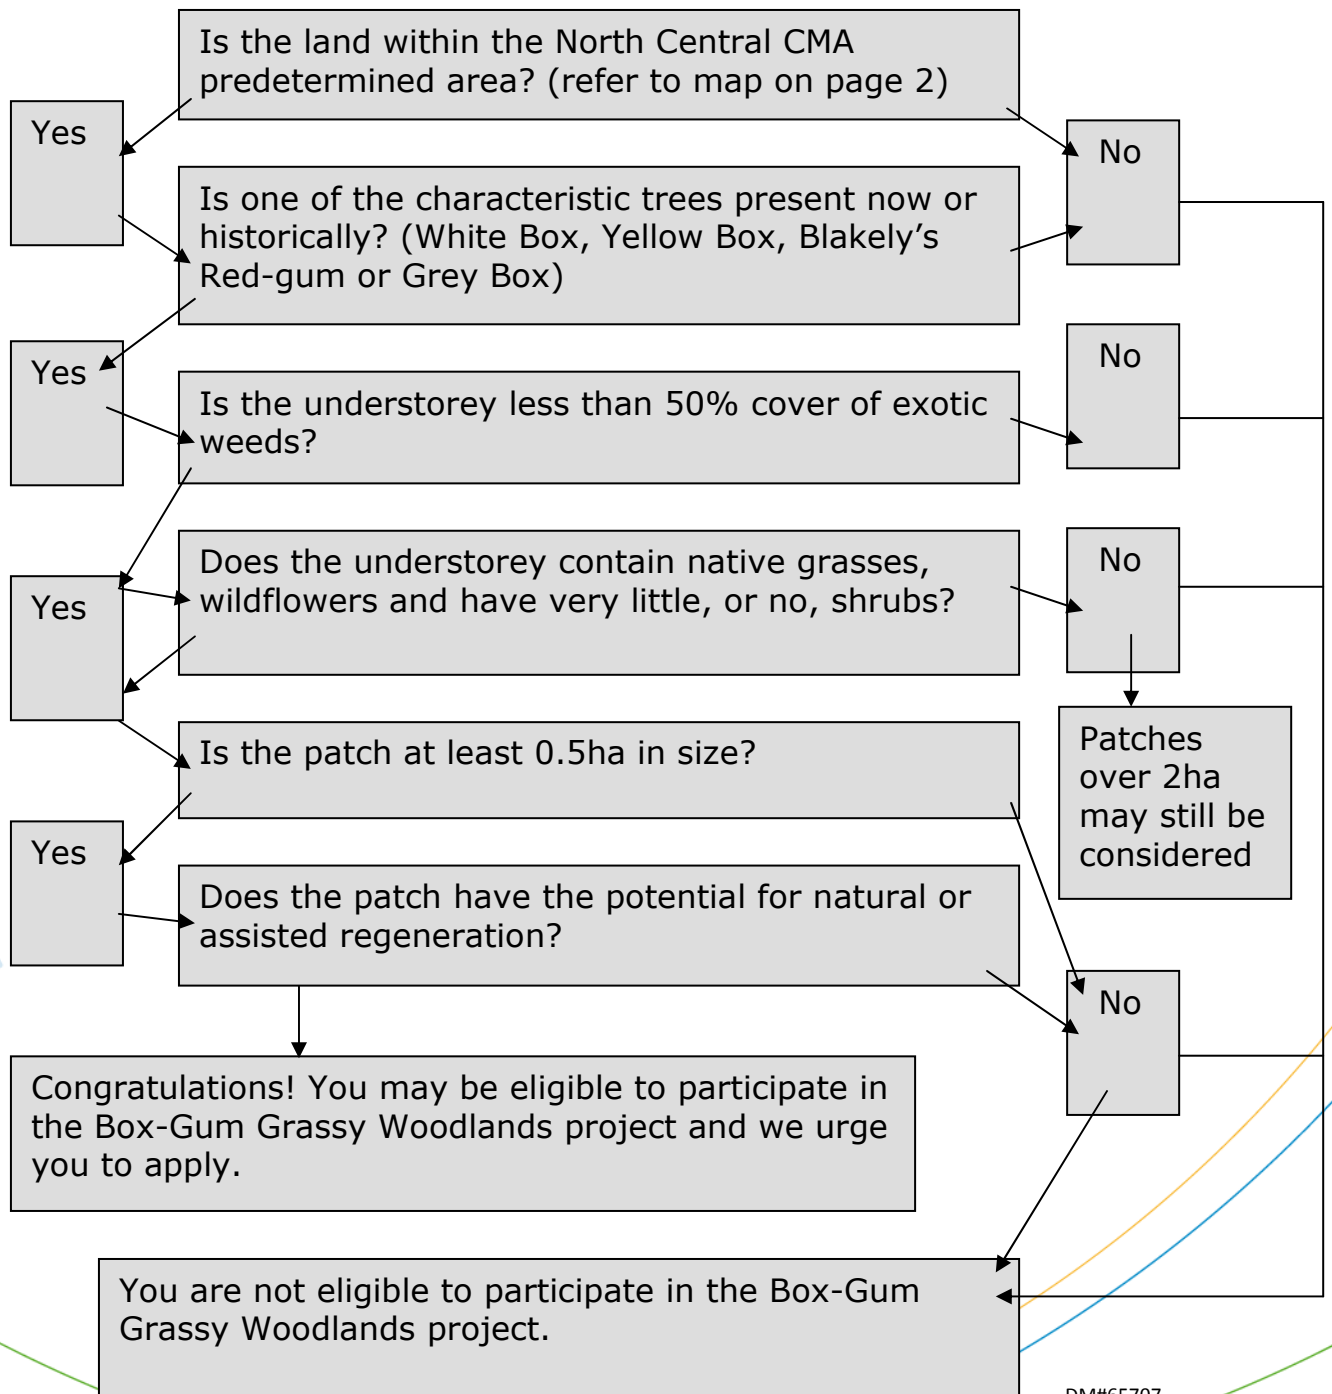 Is the land within the North Central CMA
predetermined area? (refer to map on page 2)
Yes
No
Is one of the characteristic trees present now or
historically? (White Box, Yellow Box, Blakely’s
Red-gum or Grey Box)
Yes
No
Is the understorey less than 50% cover of exotic
weeds?
Does the understorey contain native grasses,
wildflowers and have very little, or no, shrubs?
Yes
No
Is the patch at least 0.5ha in size?
Patches
over 2ha
may still be
considered
Yes
Does the patch have the potential for natural or
assisted regeneration?
No
Congratulations! You may be eligible to participate in
the Box-Gum Grassy Woodlands project and we urge
you to apply.
You are not eligible to participate in the Box-Gum
Grassy Woodlands project.